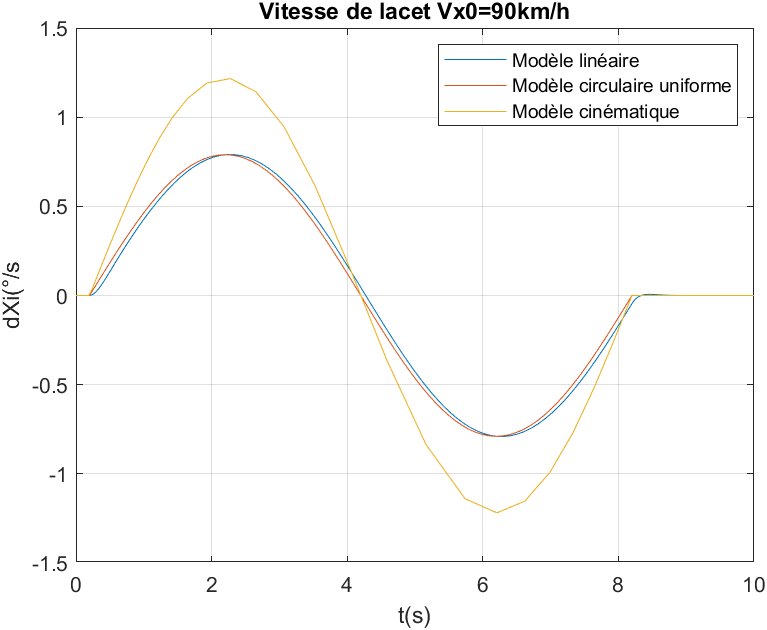 Vitesse de lacet Vx0=90km/h
Modèle linéaire
Modèle circulaire uniforme
Modèle cinématique
1.5
1
0.5
0
-0.5
-1
-1.5
dXi(°/s
0 2 4 6 8 10
t(s)